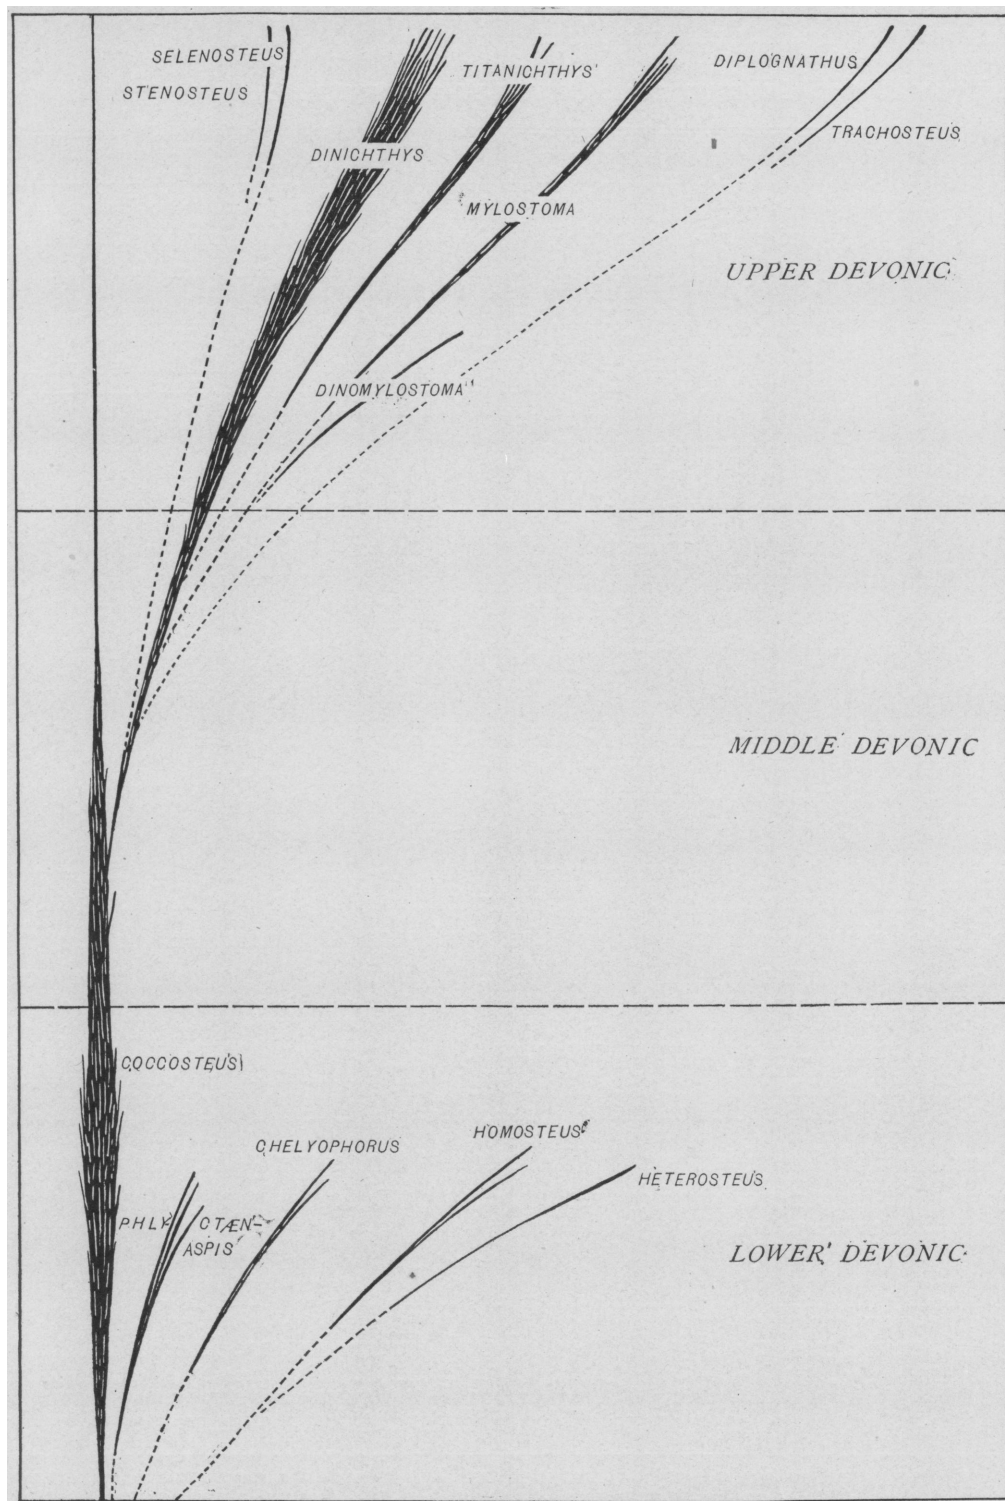 SELENOSTEUS
STENOSTEUS
TITANICHTHYS
DIPLOGNATHUS
TRACHOSTEUS
DINICHTHYS
MYLOSTOMA
UPPER DEVONIC
DINOMYLOSTOMA
MIDDLE DEVONIC
COCCOSTEUS
CHELYOPHORUS
HOMOSTEUS
HETEROSTEUS
PHLY CTÆN-
ASPIS
LOWER DEVONIC